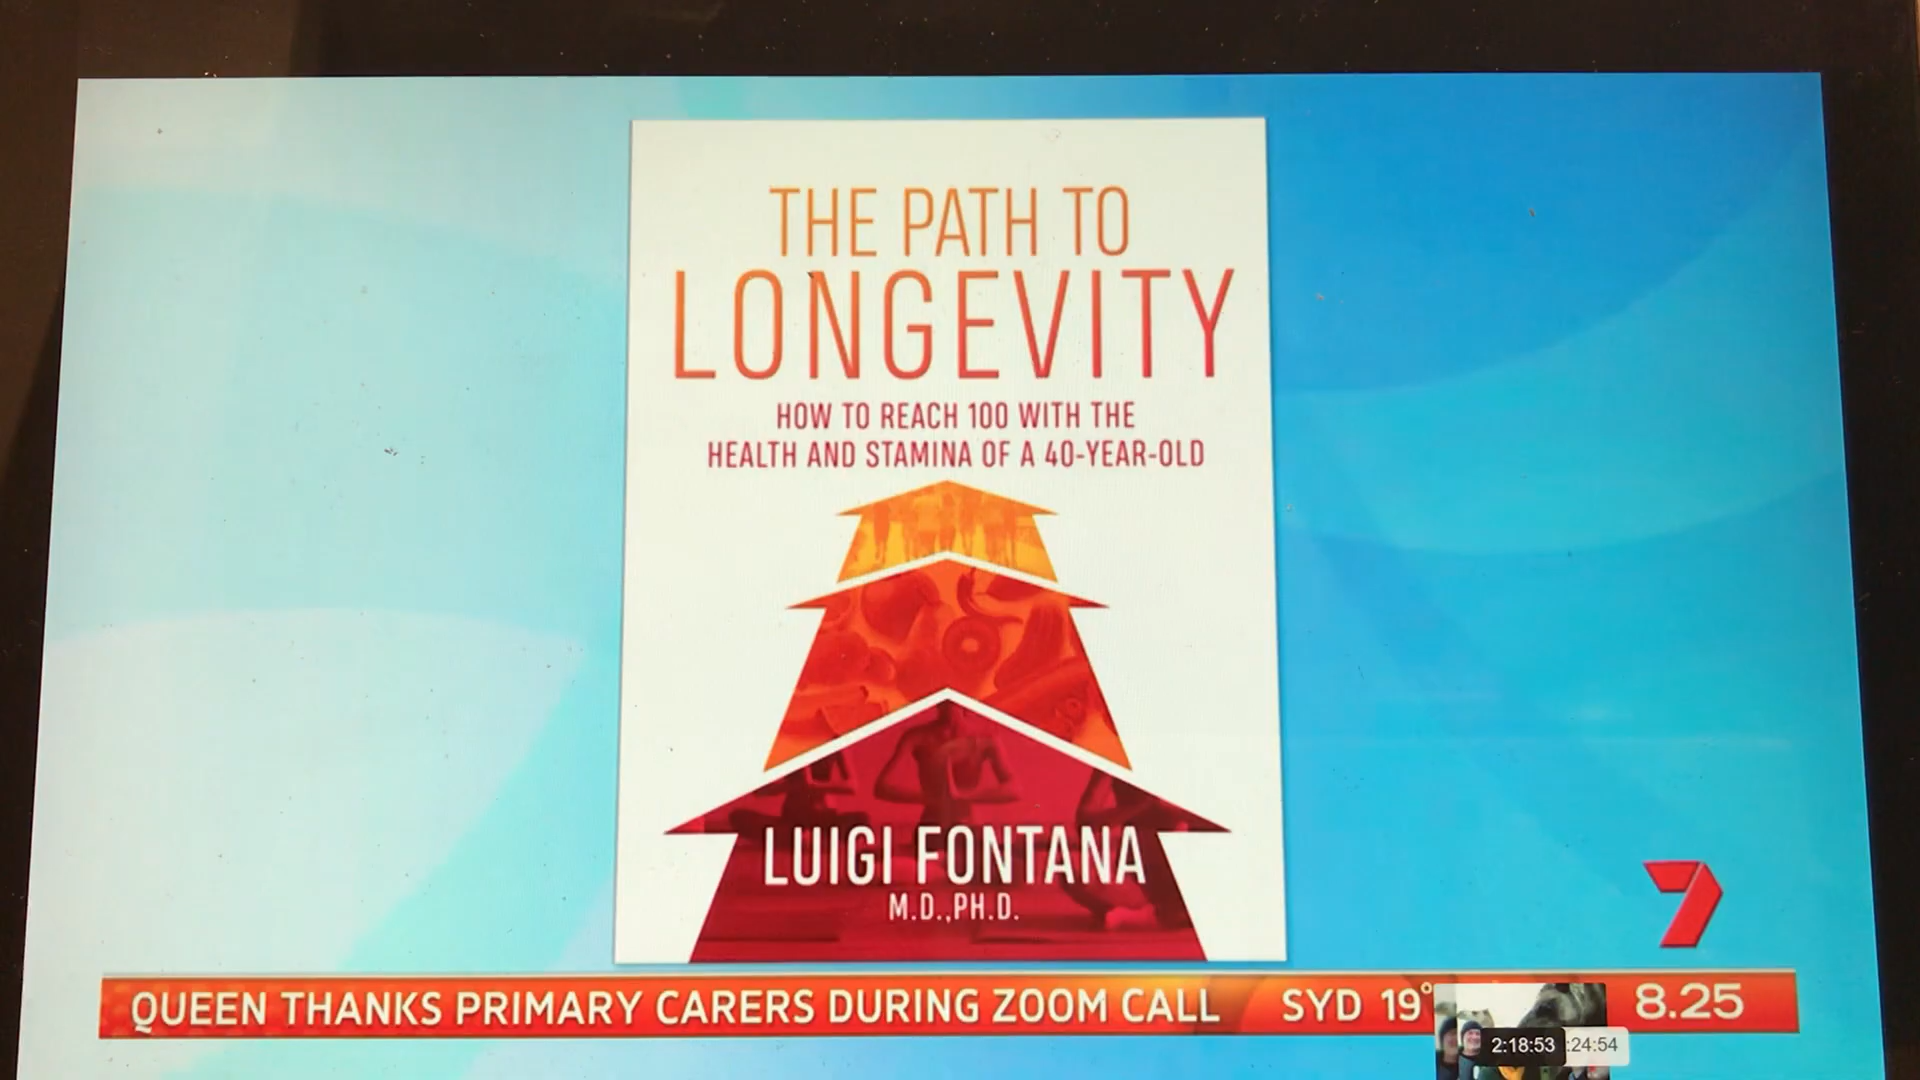 THE PATH TO
LONGEVITY
HOW TO REACH 100 WITH THE
HEALTH AND STAMINA OF A 40-YEAR-OLD
LUIGI FONTANA
M.D.,PH.D.
7
QUEEN THANKS PRIMARY CARERS DURING ZOOM CALL SYD 19° 8.25
2:18:53 :24:54